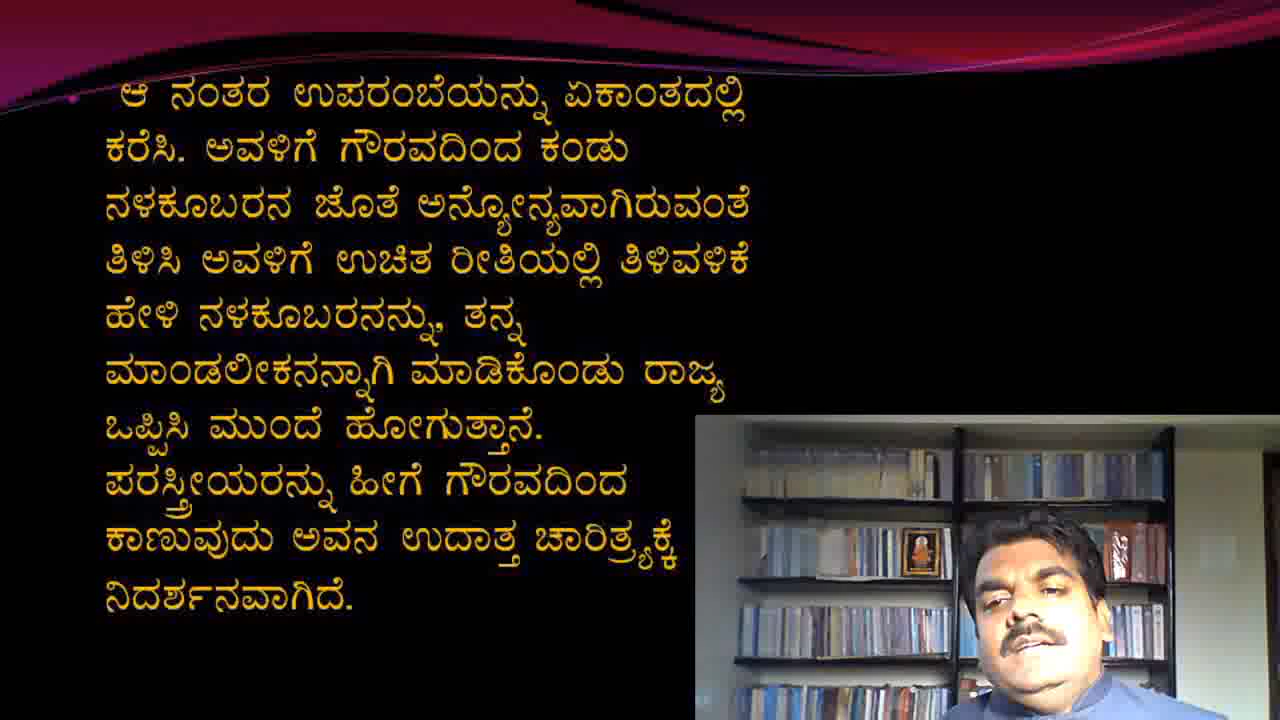 ಆ ನಂತರ ಉಪರಂಬೆಯನ್ನು ಏಕಾಂತದಲ್ಲಿ
ಕರೆಸಿ. ಅವಳಿಗೆ ಗೌರವದಿಂದ ಕಂಡು
ನಳಕೂಬರನ ಜೊತೆ ಅನ್ಯೋನ್ಯವಾಗಿರುವಂತೆ
ತಿಳಿಸಿ ಅವಳಿಗೆ ಉಚಿತ ರೀತಿಯಲ್ಲಿ ತಿಳಿವಳಿಕೆ
ಹೇಳಿ ನಳಕೂಬರನನ್ನು, ತನ್ನ
ಮಾಂಡಲೀಕನನ್ನಾಗಿ ಮಾಡಿಕೊಂಡು ರಾಜ್ಯ
ಒಪ್ಪಿಸಿ ಮುಂದೆ ಹೋಗುತ್ತಾನೆ.
ಪರಸ್ತ್ರೀಯರನ್ನು ಹೀಗೆ ಗೌರವದಿಂದ
ಕಾಣುವುದು ಅವನ ಉದಾತ್ತ ಚಾರಿತ್ರ್ಯಕ್ಕೆ
ನಿದರ್ಶನವಾಗಿದೆ.